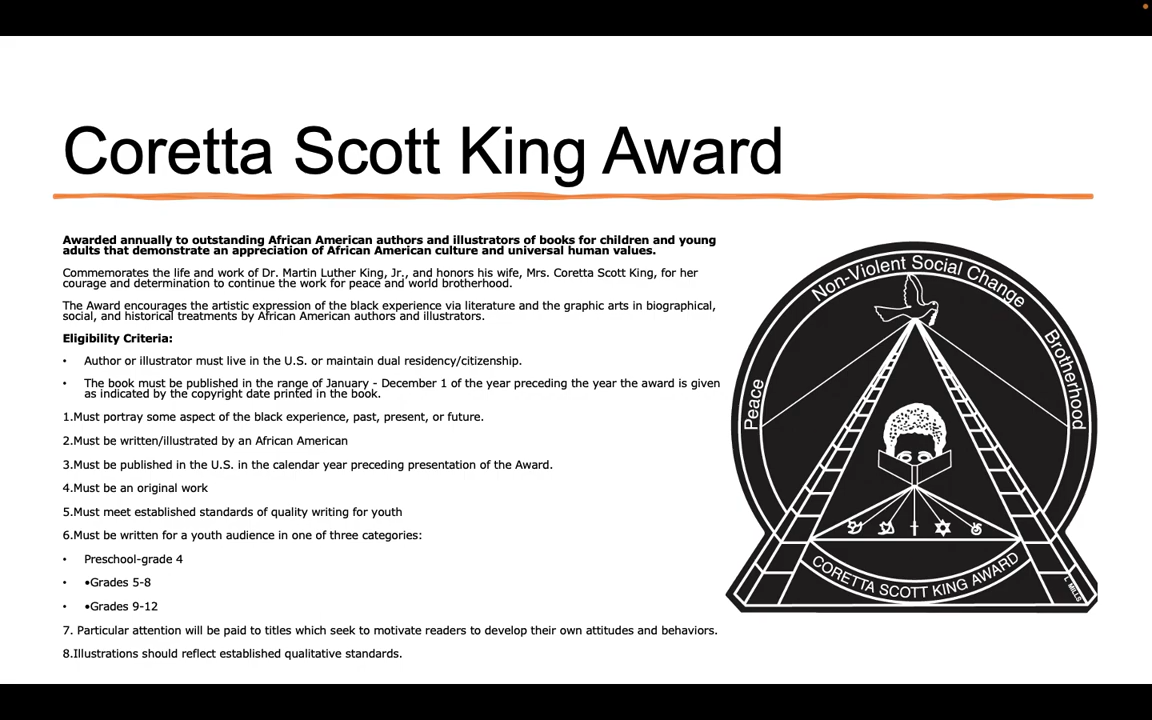 Coretta Scott King Award
Awarded annually to outstanding African American authors and illustrators of books for children and young
adults that demonstrate an appreciation of African American culture and universal human values.
Commemorates the life and work of Dr. Martin Luther King, Jr., and honors his wife, Mrs. Coretta Scott King, for her
courage and determination to continue the work for peace and world brotherhood.
The Award encourages the artistic expression of the black experience via literature and the graphic arts in biographical,
social, and historical treatments by African American authors and illustrators.
Eligibility Criteria:
• Author or illustrator must live in the U.S. or maintain dual residency/citizenship.
• The book must be published in the range of January - December 1 of the year preceding the year the award is given
as indicated by the copyright date printed in the book.
1.Must portray some aspect of the black experience, past, present, or future.
2.Must be written/illustrated by an African American
3.Must be published in the U.S. in the calendar year preceding presentation of the Award.
4.Must be an original work
5.Must meet established standards of quality writing for youth
6.Must be written for a youth audience in one of three categories:
• Preschool-grade 4
• •Grades 5-8
• •Grades 9-12
7. Particular attention will be paid to titles which seek to motivate readers to develop their own attitudes and behaviors.
8.Illustrations should reflect established qualitative standards.
Peace
Non-Violent Social Change
Brotherhood
CORETTA SCOTT KING AWARD
L MILLS